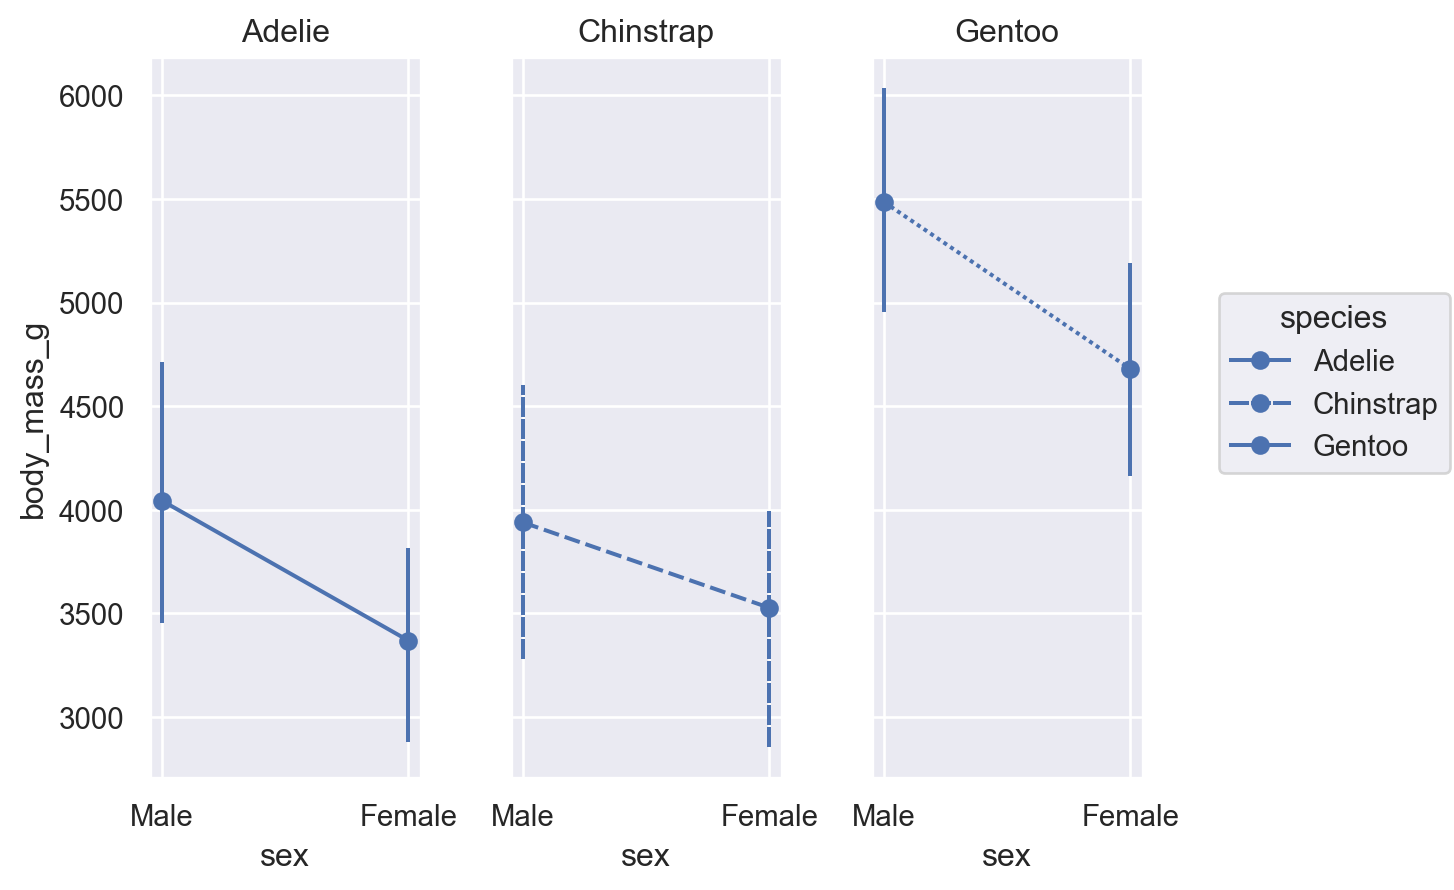 Adelie
Chinstrap
Gentoo
6000
5500
5000
4500
4000
3500
3000
body_mass_g
Male Female
Male Female
Male Female
sex
sex
sex
species
Adelie
Chinstrap
Gentoo